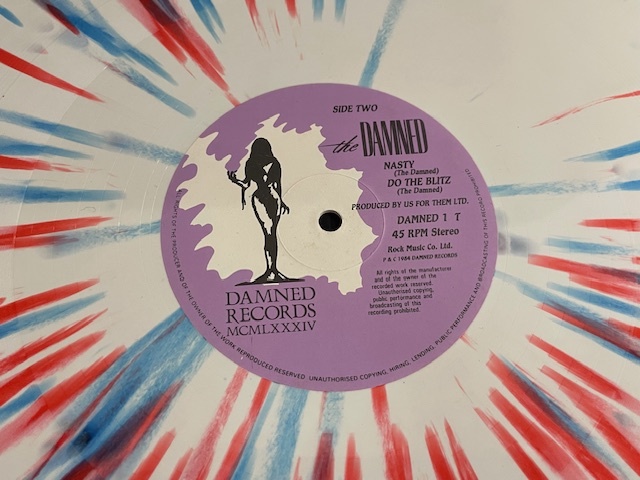 SIDE TWO
the DAMNED
NASTY
(The Damned)
DO THE BLITZ
(The Damned)
PRODUCED BY US FOR THEM LTD.
DAMNED 1 T
45 RPM Stereo
Rock Music Co. Ltd.
P & C 1984 DAMNED RECORDS
All rights of the manufacturer
and of the owner of the
recorded work reserved.
Unauthorised copying,
public performance and
broadcasting of this
recording prohibited.
DAMNED
RECORDS
MCMLXXXIV
ALL RIGHTS OF THE PRODUCER AND OF THE OWNER OF THE WORK REPRODUCED RESERVED. UNAUTHORISED COPYING, HIRING, LENDING, PUBLIC PERFORMANCE AND BROADCASTING OF THIS RECORD PROHIBITED